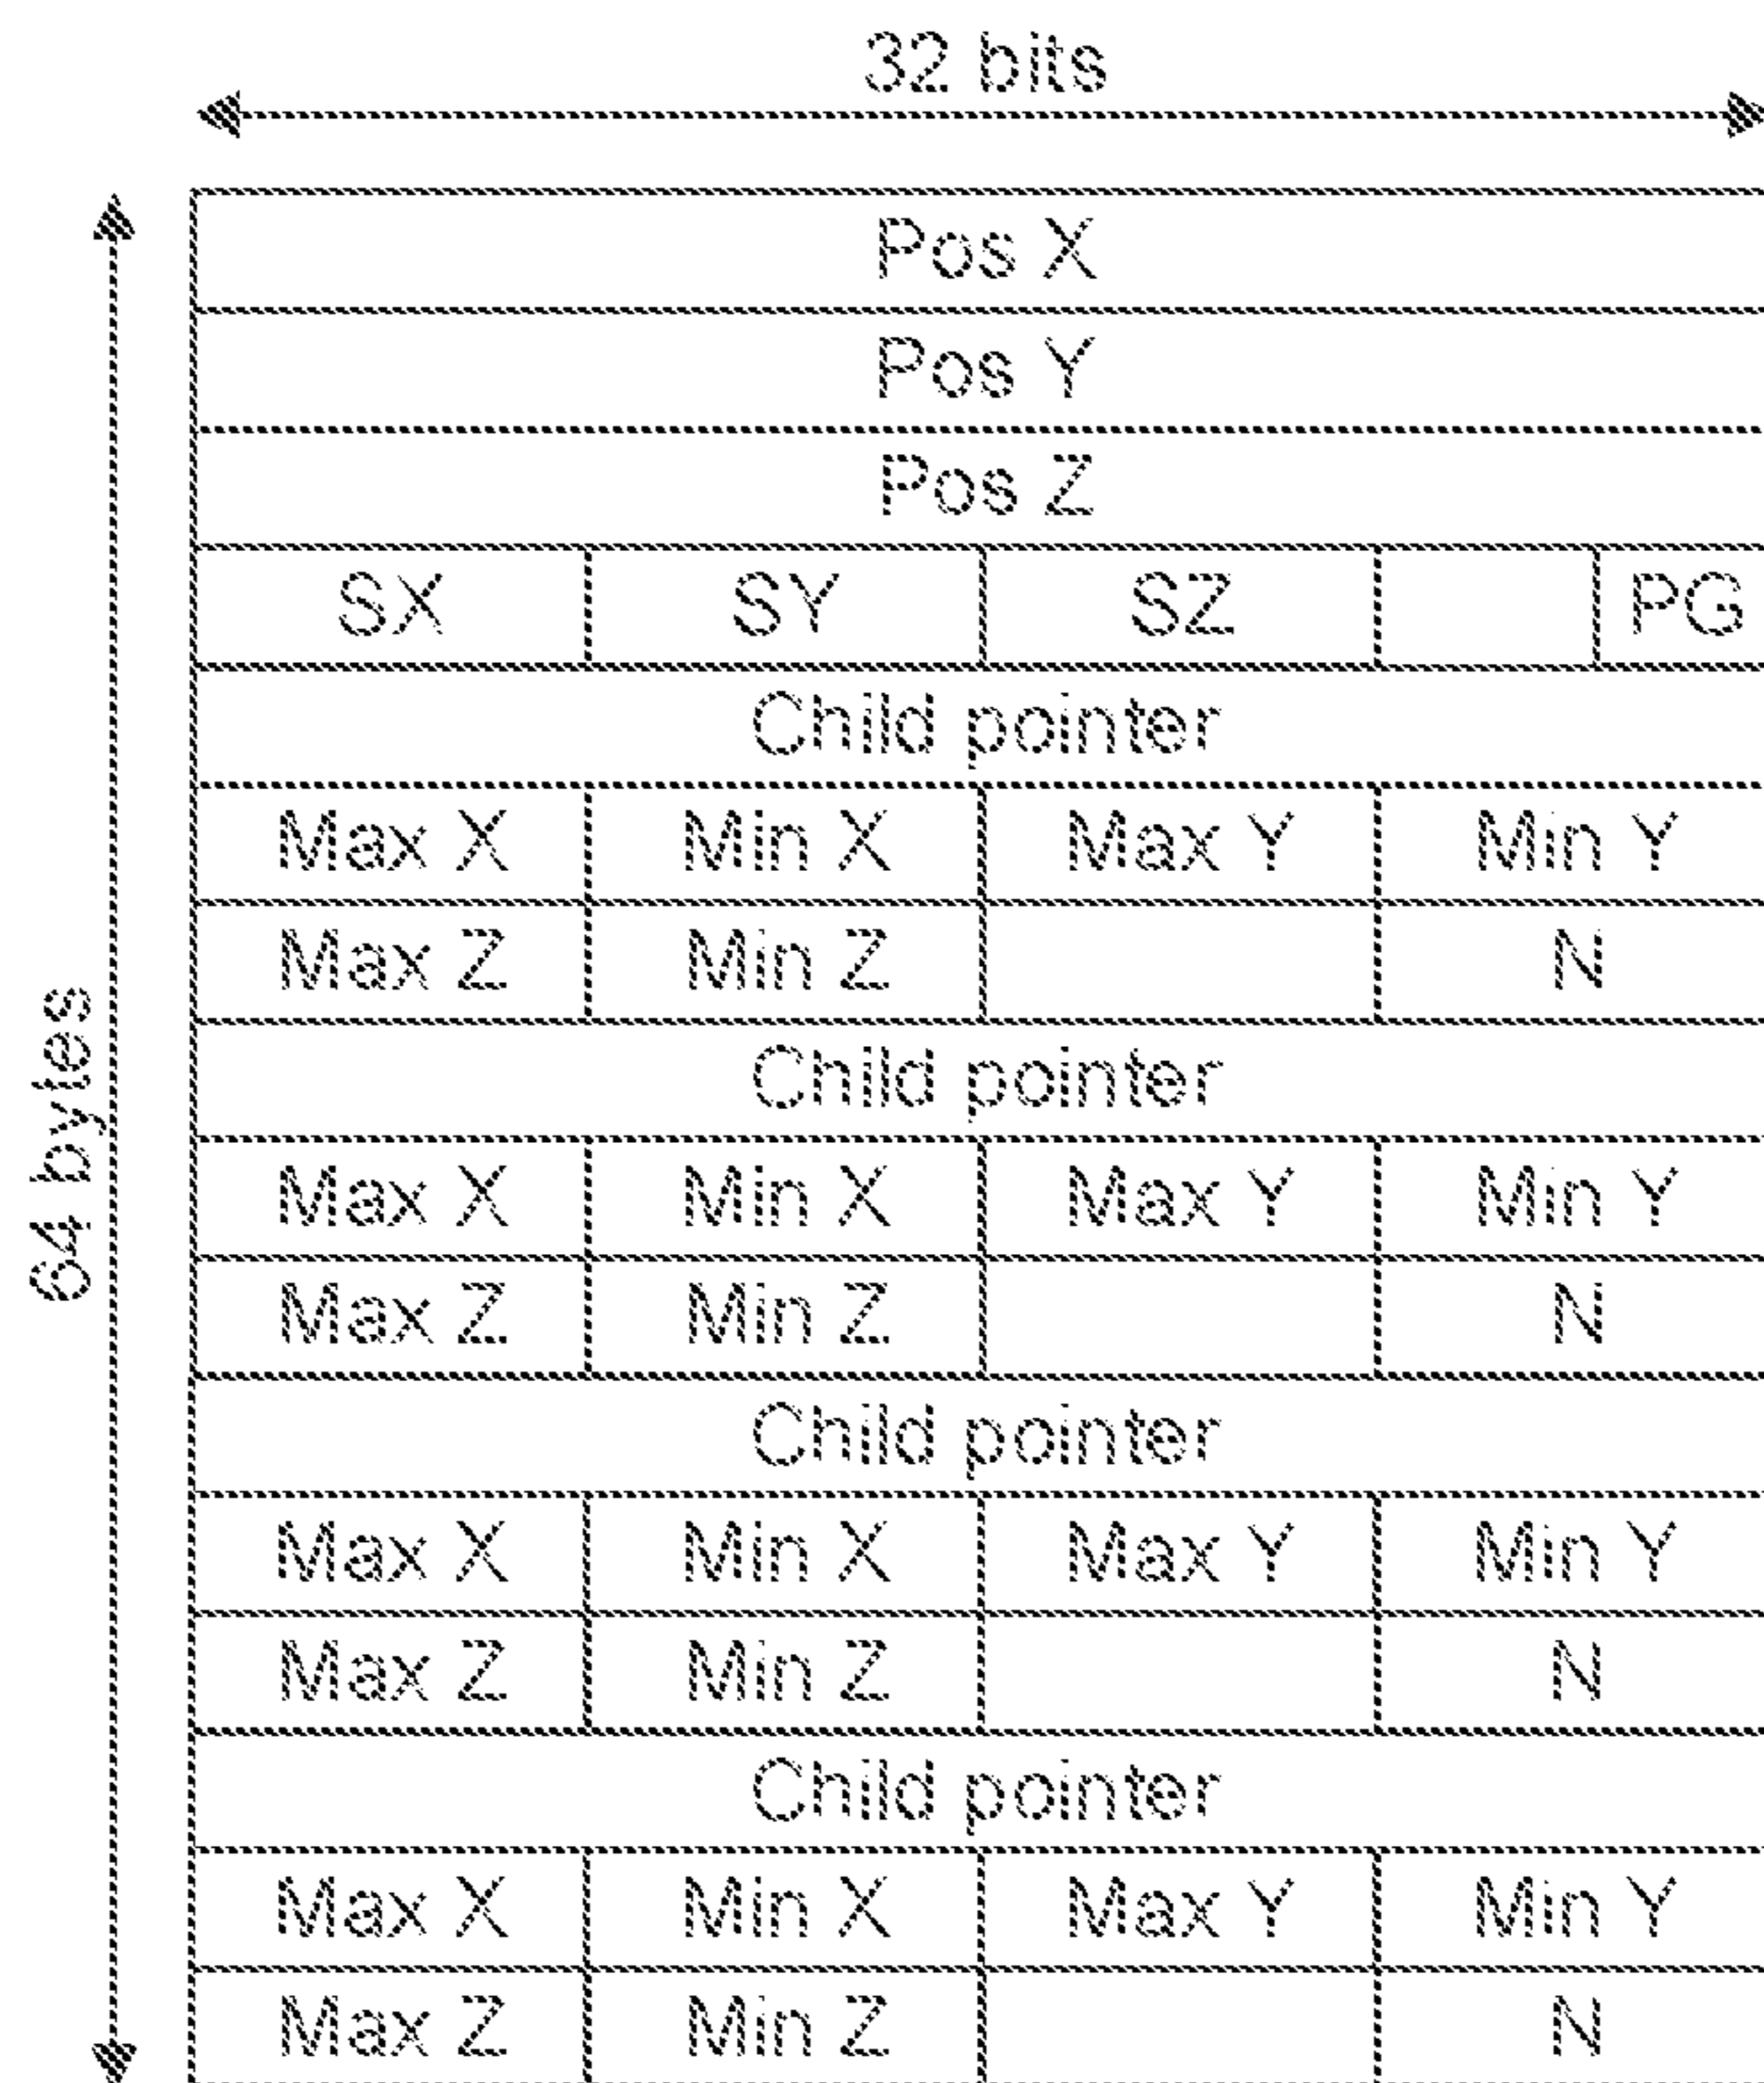 32 bits
64 bytes
Pos X
Pos Y
Pos Z
SX SY SZ PG
Child pointer
Max X Min X Max Y Min Y
Max Z Min Z N
Child pointer
Max X Min X Max Y Min Y
Max Z Min Z N
Child pointer
Max X Min X Max Y Min Y
Max Z Min Z N
Child pointer
Max X Min X Max Y Min Y
Max Z Min Z N